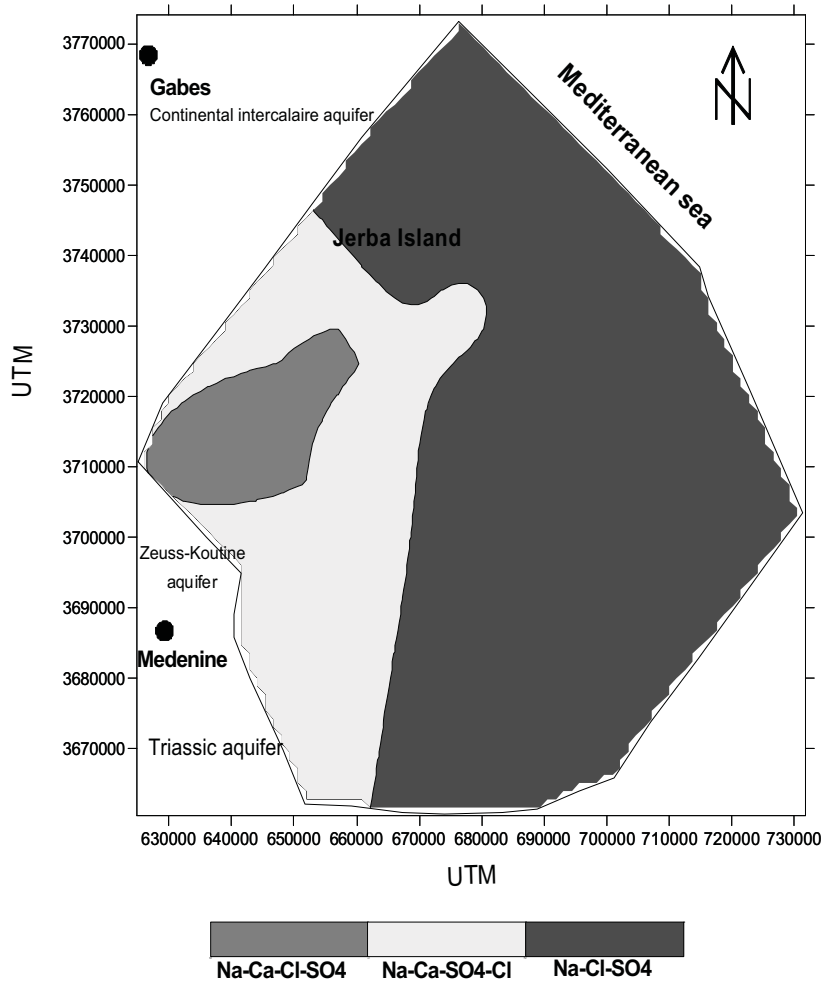 3770000
Gabes
Continental intercalaire aquifer
N
Mediterranean sea
3760000
3750000
Jerba Island
3740000
3730000
UTM
3720000
3710000
3700000
Zeuss-Koutine
aquifer
3690000
Medenine
3680000
Triassic aquifer
3670000
630000 640000 650000 660000 670000 680000 690000 700000 710000 720000 730000
UTM
Na-Ca-Cl-SO4 Na-Ca-SO4-Cl Na-Cl-SO4